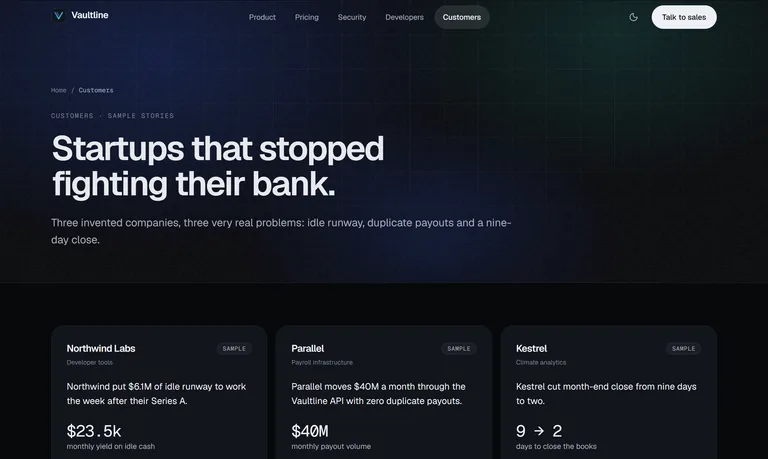 Vaultline
Product
Pricing
Security
Developers
Customers
Talk to sales
Home / Customers
CUSTOMERS · SAMPLE STORIES
Startups that stopped
fighting their bank.
Three invented companies, three very real problems: idle runway, duplicate payouts and a nine-
day close.
Northwind Labs
SAMPLE
Developer tools
Northwind put $6.1M of idle runway to work
the week after their Series A.
$23.5k
monthly yield on idle cash
Parallel
SAMPLE
Payroll infrastructure
Parallel moves $40M a month through the
Vaultline API with zero duplicate payouts.
$40M
monthly payout volume
Kestrel
SAMPLE
Climate analytics
Kestrel cut month-end close from nine days
to two.
9 → 2
days to close the books